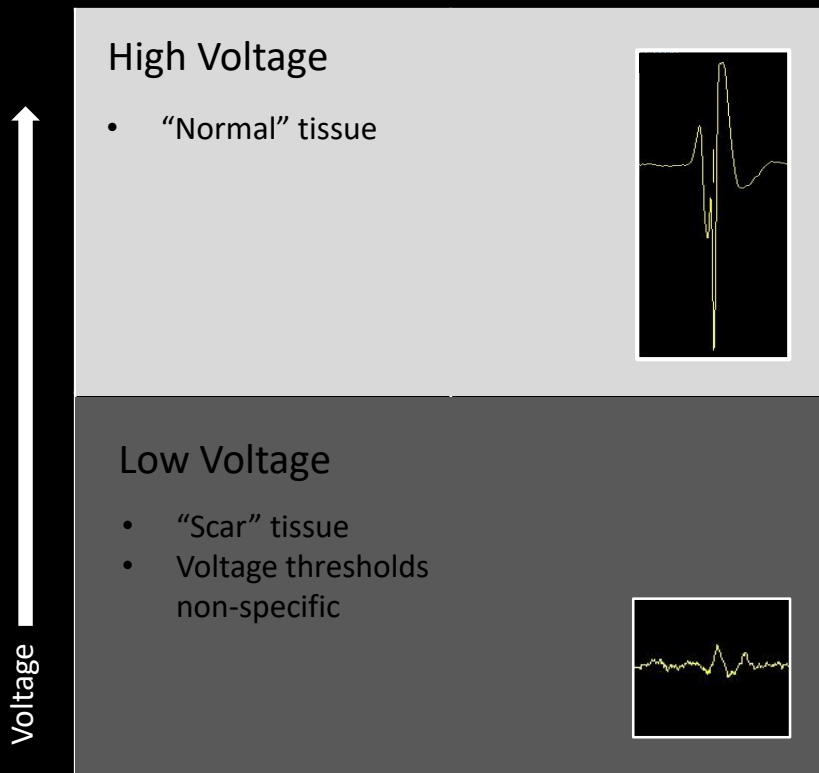 High Voltage
• “Normal” tissue
Low Voltage
• “Scar” tissue
• Voltage thresholds
non-specific
Voltage